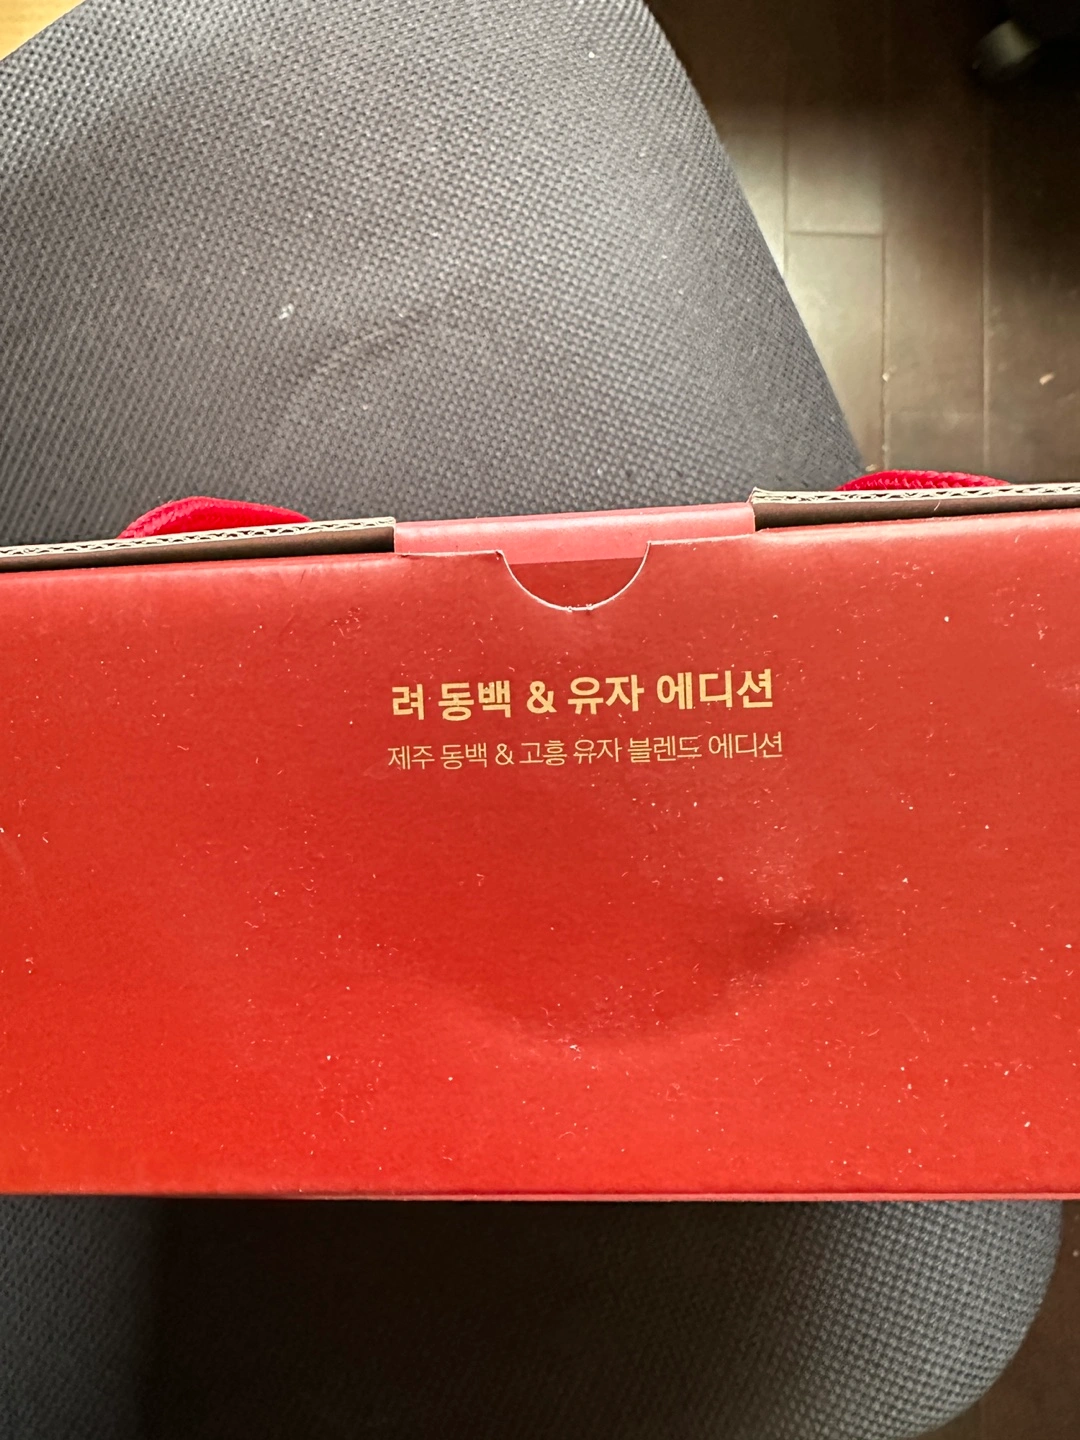 려 동백 & 유자 에디션
제주 동백 & 고흥 유자 블렌드 에디션